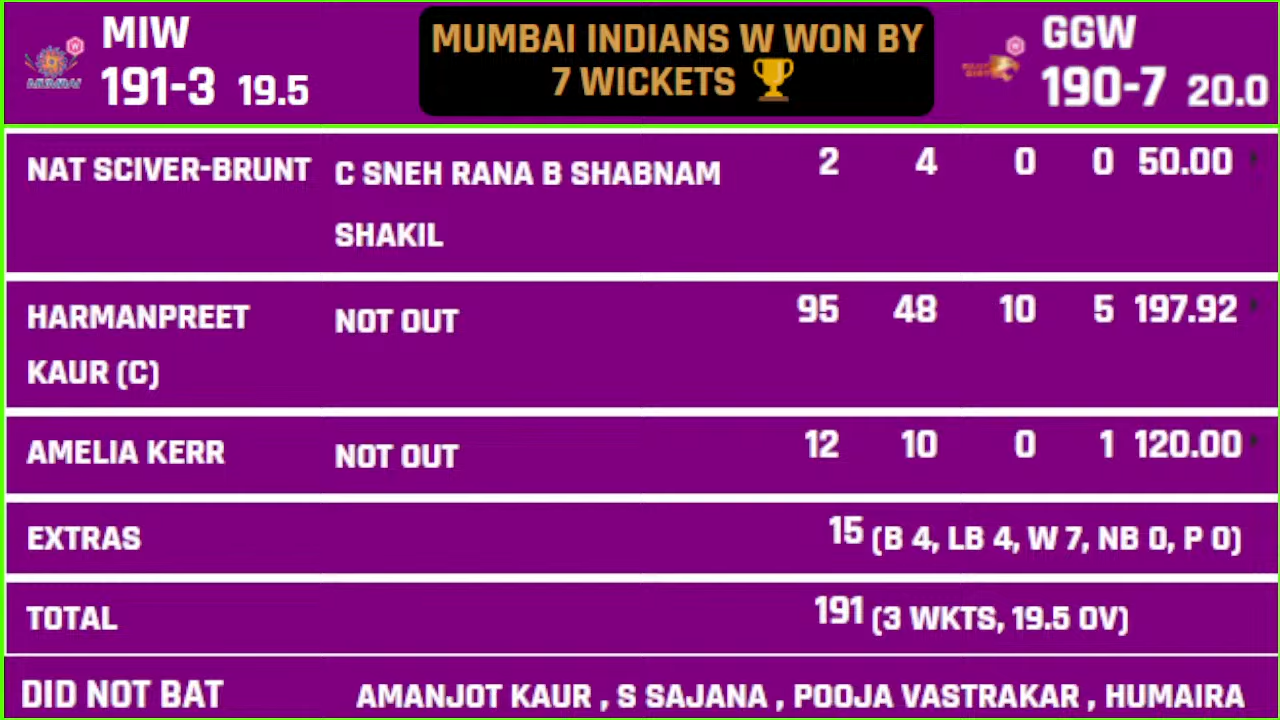 MIW
191-3 19.5
MUMBAI INDIANS W WON BY
7 WICKETS
GGW
190-7 20.0
NAT SCIVER-BRUNT C SNEH RANA B SHABNAM 2 4 0 0 50.00
SHAKIL
HARMANPREET NOT OUT 95 48 10 5 197.92
KAUR (C)
AMELIA KERR NOT OUT 12 10 0 1 120.00
EXTRAS 15 (B 4, LB 4, W 7, NB 0, P 0)
TOTAL 191 (3 WKTS, 19.5 OV)
DID NOT BAT AMANJOT KAUR , S SAJANA , POOJA VASTRAKAR , HUMAIRA